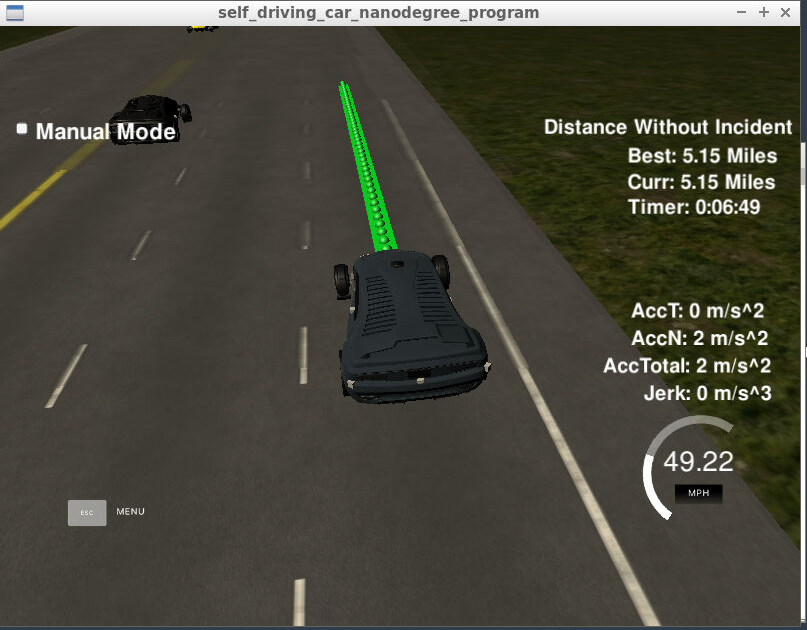 self_driving_car_nanodegree_program
Manual Mode
Distance Without Incident
Best: 5.15 Miles
Curr: 5.15 Miles
Timer: 0:06:49
AccT: 0 m/s^2
AccN: 2 m/s^2
AccTotal: 2 m/s^2
Jerk: 0 m/s^3
49.22
MPH
ESC MENU